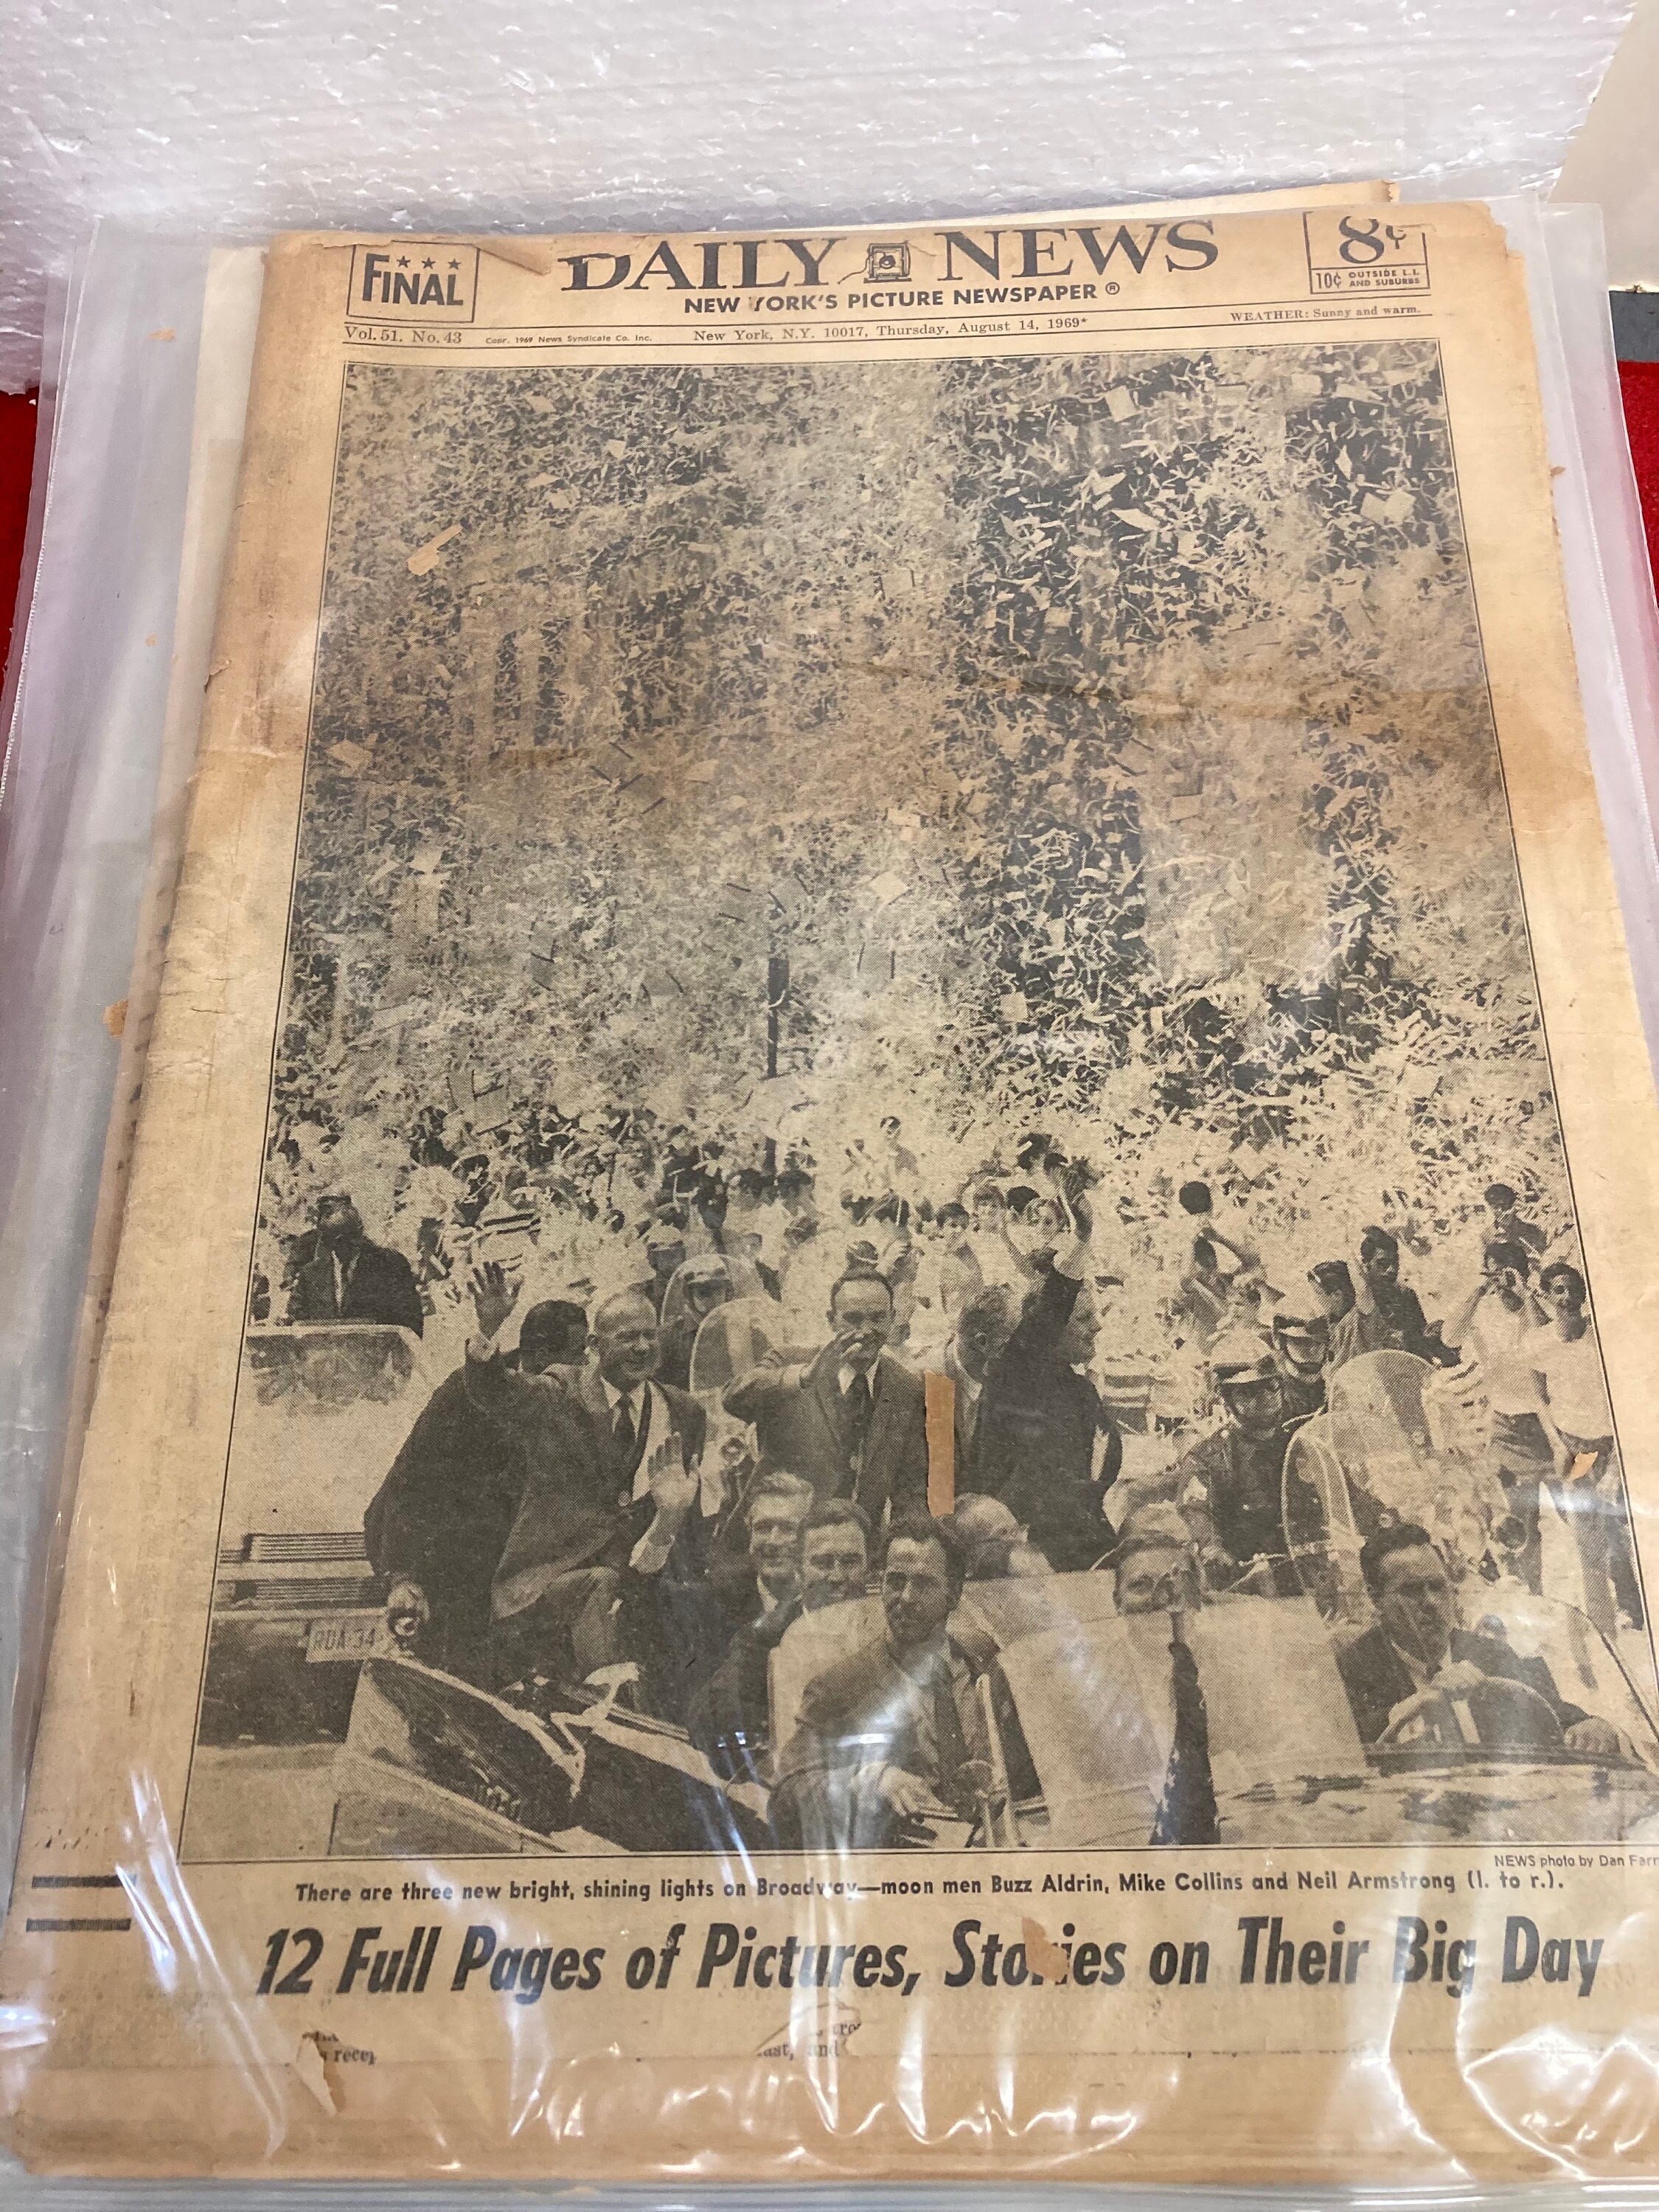 ★★★
FINAL
DAILY NEWS
NEW YORK'S PICTURE NEWSPAPER ®
8¢
10¢ OUTSIDE L.I. AND SUBURBS
Vol. 51. No. 43 Copr. 1969 News Syndicate Co. Inc. New York, N.Y. 10017, Thursday, August 14, 1969* WEATHER: Sunny and warm.
RDA 34
NEWS photo by Dan Farr
There are three new bright, shining lights on Broadway—moon men Buzz Aldrin, Mike Collins and Neil Armstrong (l. to r.).
12 Full Pages of Pictures, Stories on Their Big Day
and